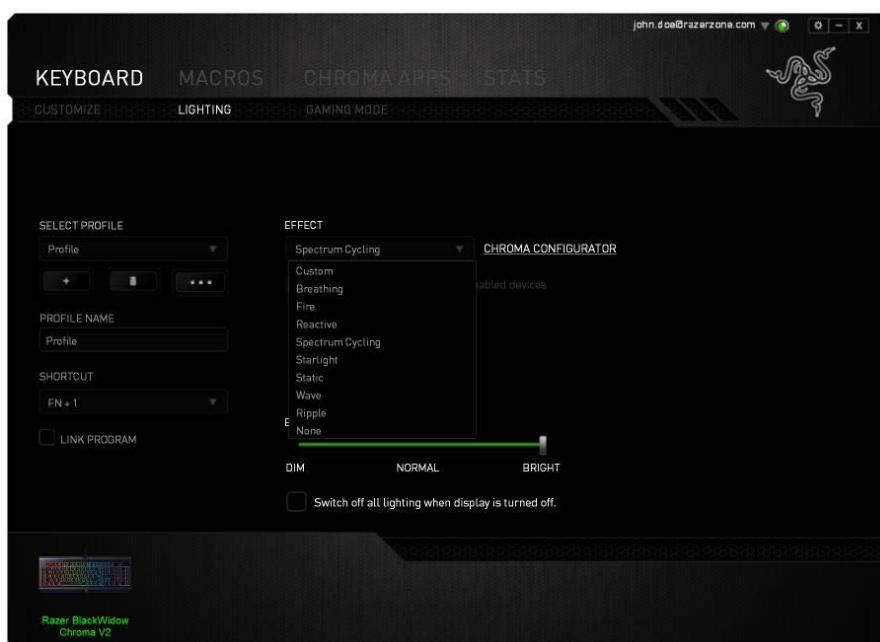 john.doe@razerzone.com
KEYBOARD MACROS CHROMA APPS STATS
CUSTOMIZE LIGHTING GAMING MODE
SELECT PROFILE
Profile
PROFILE NAME
Profile
SHORTCUT
FN + 1
LINK PROGRAM
EFFECT
Spectrum Cycling
CHROMA CONFIGURATOR
Custom
Breathing
Fire
Reactive
Spectrum Cycling
Starlight
Static
Wave
Ripple
None
devices
DIM NORMAL BRIGHT
Switch off all lighting when display is turned off.
Razer BlackWidow
Chroma V2